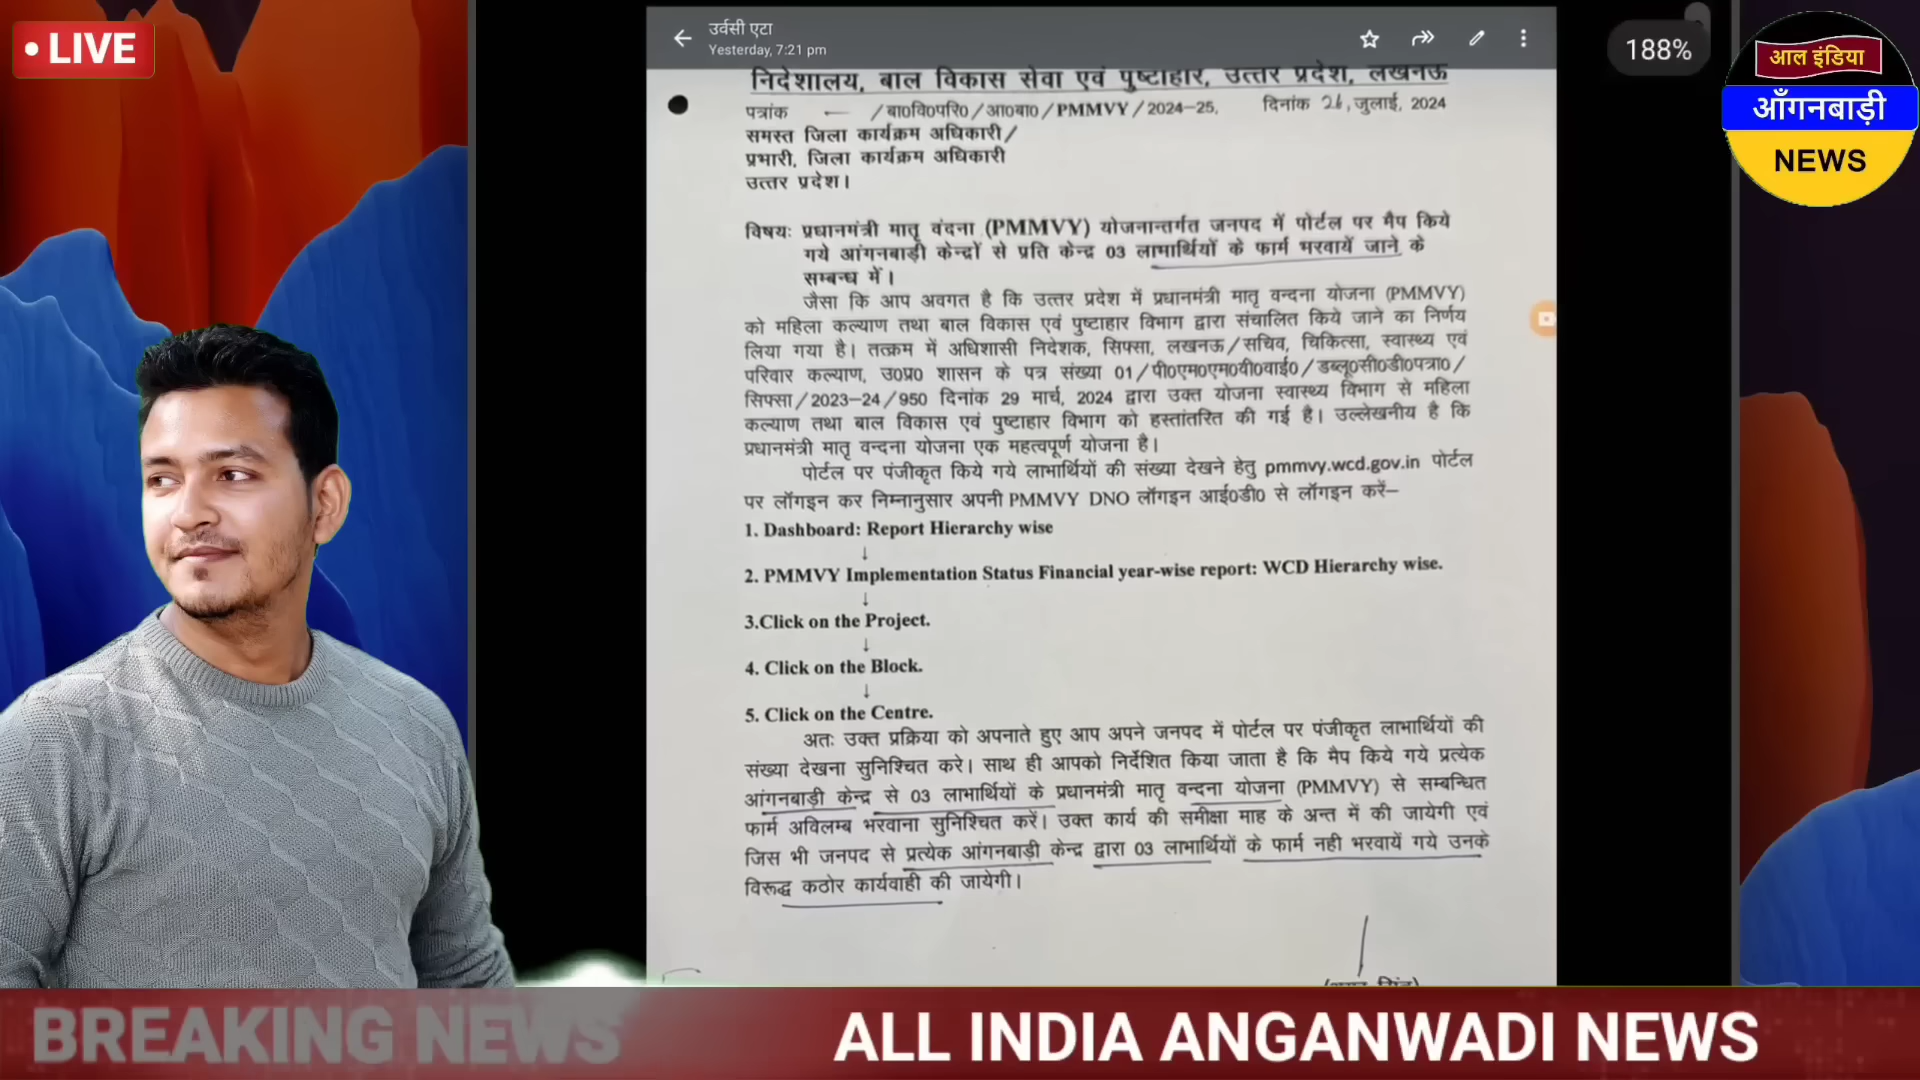 • LIVE
उर्वसी एटा
Yesterday, 7:21 pm
188%
आल इंडिया
आँगनबाड़ी
NEWS
निदेशालय, बाल विकास सेवा एवं पुष्टाहार, उत्तर प्रदेश, लखनऊ
पत्रांक — /बा0वि0परि0/आ0बा0/PMMVY/2024-25, दिनांक 26, जुलाई, 2024
समस्त जिला कार्यक्रम अधिकारी/
प्रभारी, जिला कार्यक्रम अधिकारी
उत्तर प्रदेश।
विषयः प्रधानमंत्री मातृ वंदना (PMMVY) योजनान्तर्गत जनपद में पोर्टल पर मैप किये
गये आंगनबाड़ी केन्द्रों से प्रति केन्द्र 03 लाभार्थियों के फार्म भरवायें जाने के
सम्बन्ध में।
जैसा कि आप अवगत है कि उत्तर प्रदेश में प्रधानमंत्री मातृ वन्दना योजना (PMMVY)
को महिला कल्याण तथा बाल विकास एवं पुष्टाहार विभाग द्वारा संचालित किये जाने का निर्णय
लिया गया है। तत्क्रम में अधिशासी निदेशक, सिफ्सा, लखनऊ/सचिव, चिकित्सा, स्वास्थ्य एवं
परिवार कल्याण, उ0प्र0 शासन के पत्र संख्या 01/पी0एम0एम0वी0वाई0/डब्लू0सी0डी0पत्रा0/
सिफ्सा/2023-24/950 दिनांक 29 मार्च, 2024 द्वारा उक्त योजना स्वास्थ्य विभाग से महिला
कल्याण तथा बाल विकास एवं पुष्टाहार विभाग को हस्तांतरित की गई है। उल्लेखनीय है कि
प्रधानमंत्री मातृ वन्दना योजना एक महत्वपूर्ण योजना है।
पोर्टल पर पंजीकृत किये गये लाभार्थियों की संख्या देखने हेतु pmmvy.wcd.gov.in पोर्टल
पर लॉगइन कर निम्नानुसार अपनी PMMVY DNO लॉगइन आई0डी0 से लॉगइन करें–
1. Dashboard: Report Hierarchy wise
↓
2. PMMVY Implementation Status Financial year-wise report: WCD Hierarchy wise.
↓
3.Click on the Project.
↓
4. Click on the Block.
↓
5. Click on the Centre.
अतः उक्त प्रक्रिया को अपनाते हुए आप अपने जनपद में पोर्टल पर पंजीकृत लाभार्थियों की
संख्या देखना सुनिश्चित करे। साथ ही आपको निर्देशित किया जाता है कि मैप किये गये प्रत्येक
आंगनबाड़ी केन्द्र से 03 लाभार्थियों के प्रधानमंत्री मातृ वन्दना योजना (PMMVY) से सम्बन्धित
फार्म अविलम्ब भरवाना सुनिश्चित करें। उक्त कार्य की समीक्षा माह के अन्त में की जायेगी एवं
जिस भी जनपद से प्रत्येक आंगनबाड़ी केन्द्र द्वारा 03 लाभार्थियों के फार्म नही भरवायें गये उनके
विरूद्ध कठोर कार्यवाही की जायेगी।
BREAKING NEWS
ALL INDIA ANGANWADI NEWS